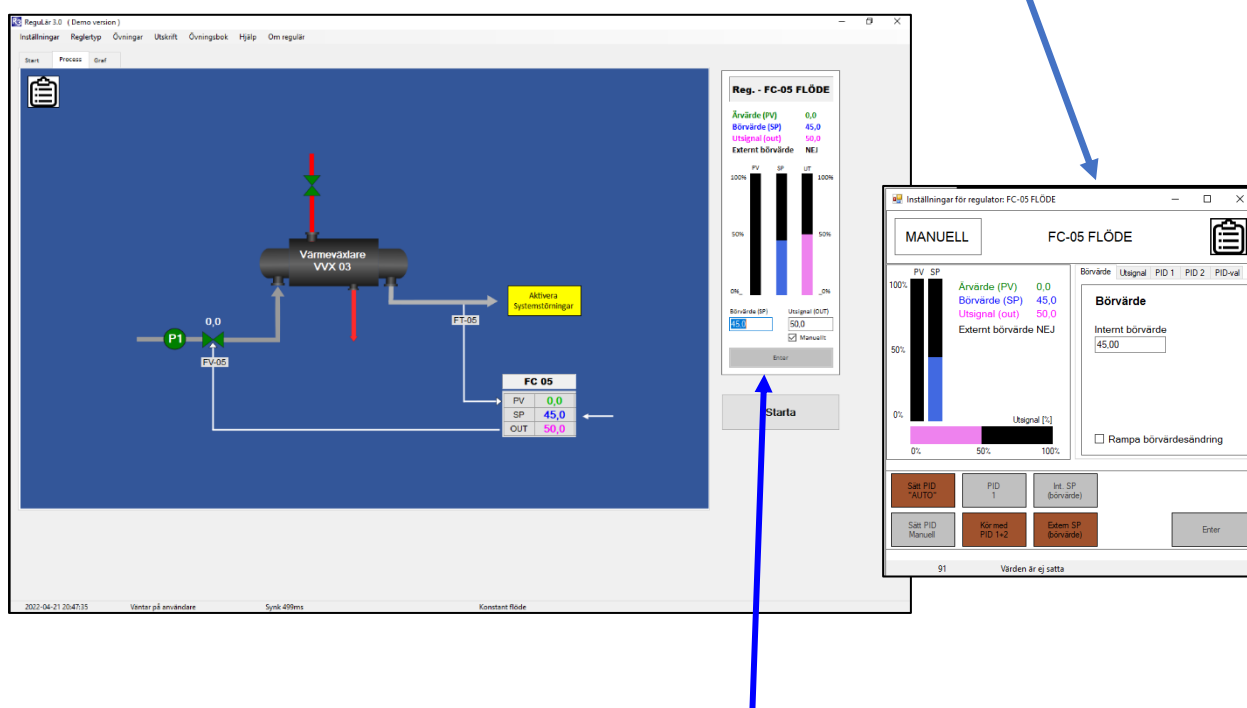 ReguLär 3.0 ( Demo version )
Inställningar Reglertyp Övningar Utskrift Övningsbok Hjälp Om regulär
Start Process Graf
Värmeväxlare
VVX 03
Aktivera
Systemstörningar
FT-05
0,0
P1
FV-05
FC 05
PV 0,0
SP 45,0
OUT 50,0
Reg. - FC-05 FLÖDE
Ärvärde (PV) 0,0
Börvärde (SP) 45,0
Utsignal (out) 50,0
Externt börvärde NEJ
PV SP UT
100% 100%
50% 50%
0%_ _0%
Börvärde (SP) Utsignal (OUT)
45,0 50,0
Manuellt
Enter
Starta
2022-04-21 20:47:35 Väntar på användare Synk 499ms Konstant flöde
Inställningar för regulator: FC-05 FLÖDE
MANUELL FC-05 FLÖDE
PV SP
100%
50%
0%
Ärvärde (PV) 0,0
Börvärde (SP) 45,0
Utsignal (out) 50,0
Externt börvärde NEJ
Utsignal [%]
0% 50% 100%
Börvärde Utsignal PID 1 PID 2 PID-val
Börvärde
Internt börvärde
45,00
Rampa börvärdesändring
Sätt PID
"AUTO"
PID
1
Int. SP
(börvärde)
Sätt PID
Manuell
Kör med
PID 1+2
Extern SP
(börvärde)
Enter
91 Värden är ej satta